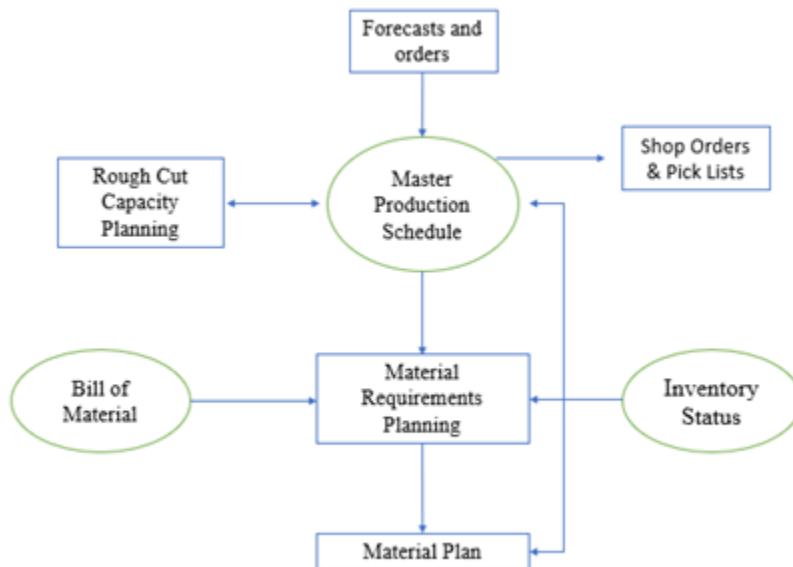 Forecasts and
orders
Shop Orders
& Pick Lists
Rough Cut
Capacity
Planning
Master
Production
Schedule
Bill of
Material
Material
Requirements
Planning
Inventory
Status
Material Plan